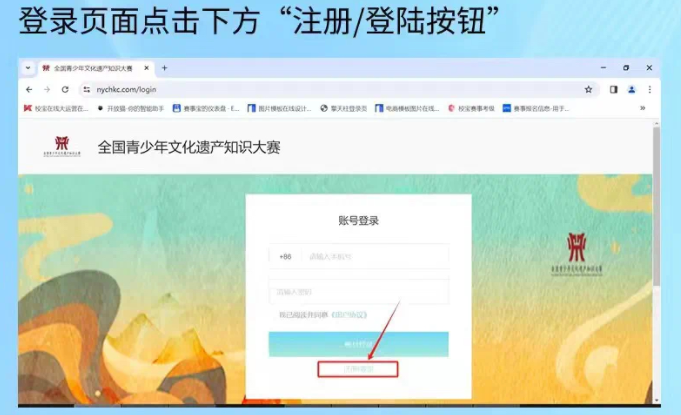 登录页面点击下方“注册/登陆按钮”
全国青少年文化遗产知识大赛
nychkc.com/login
校宝在线大运营在...
开放猫-你的智能助手
赛事宝的仪表盘 - E...
图片模板在线设计...
擎天社登录页
电商模板图片在线...
校宝赛事考级
赛事报名信息-用于...
全国青少年文化遗产知识大赛
账号登录
+86
请输入手机号
请输入密码
我已阅读并同意《用户协议》